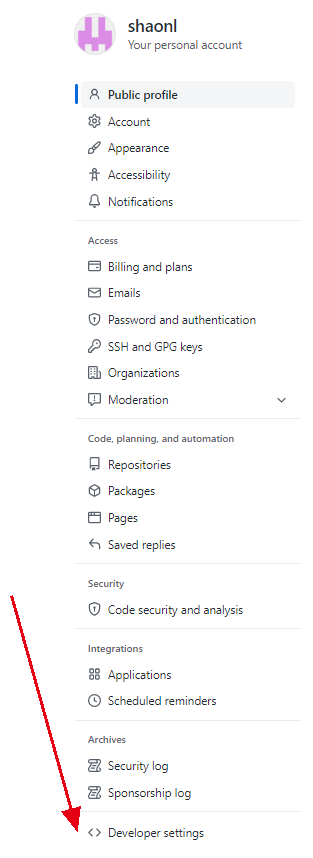 shaonl
Your personal account
Public profile
Account
Appearance
Accessibility
Notifications
Access
Billing and plans
Emails
Password and authentication
SSH and GPG keys
Organizations
Moderation
Code, planning, and automation
Repositories
Packages
Pages
Saved replies
Security
Code security and analysis
Integrations
Applications
Scheduled reminders
Archives
Security log
Sponsorship log
Developer settings